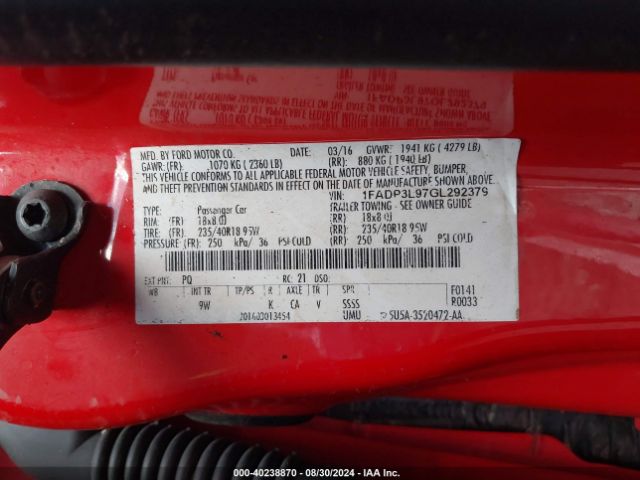 MFD. BY FORD MOTOR CO.
DATE: 03/16
GVWR: 1941 KG ( 4279 LB)
GAWR: (FR): 1070 KG ( 2360 LB)
(RR): 880 KG ( 1940 LB)
THIS VEHICLE CONFORMS TO ALL APPLICABLE FEDERAL MOTOR VEHICLE SAFETY, BUMPER,
AND THEFT PREVENTION STANDARDS IN EFFECT ON THE DATE OF MANUFACTURE SHOWN ABOVE.
VIN: 1FADP3L97GL292379
TYPE: Passenger Car
TRAILER TOWING - SEE OWNER GUIDE
RIM: (FR) 18x8.0J
(RR) 18x8.0J
TIRE: (FR) 235/40R18 95W
(RR) 235/40R18 95W
PRESSURE (FR): 250 kPa/ 36 PSI COLD
(RR): 250 kPa/ 36 PSI COLD
EXT PNT: PQ RC: 21 DSO: F0141
WB INT TR TP/PS R AXLE TR SPR R0033
9W K CA V SSSS
201603013454 UMU SU5A-3520472-AA
000-40238870 - 08/30/2024 - IAA Inc.